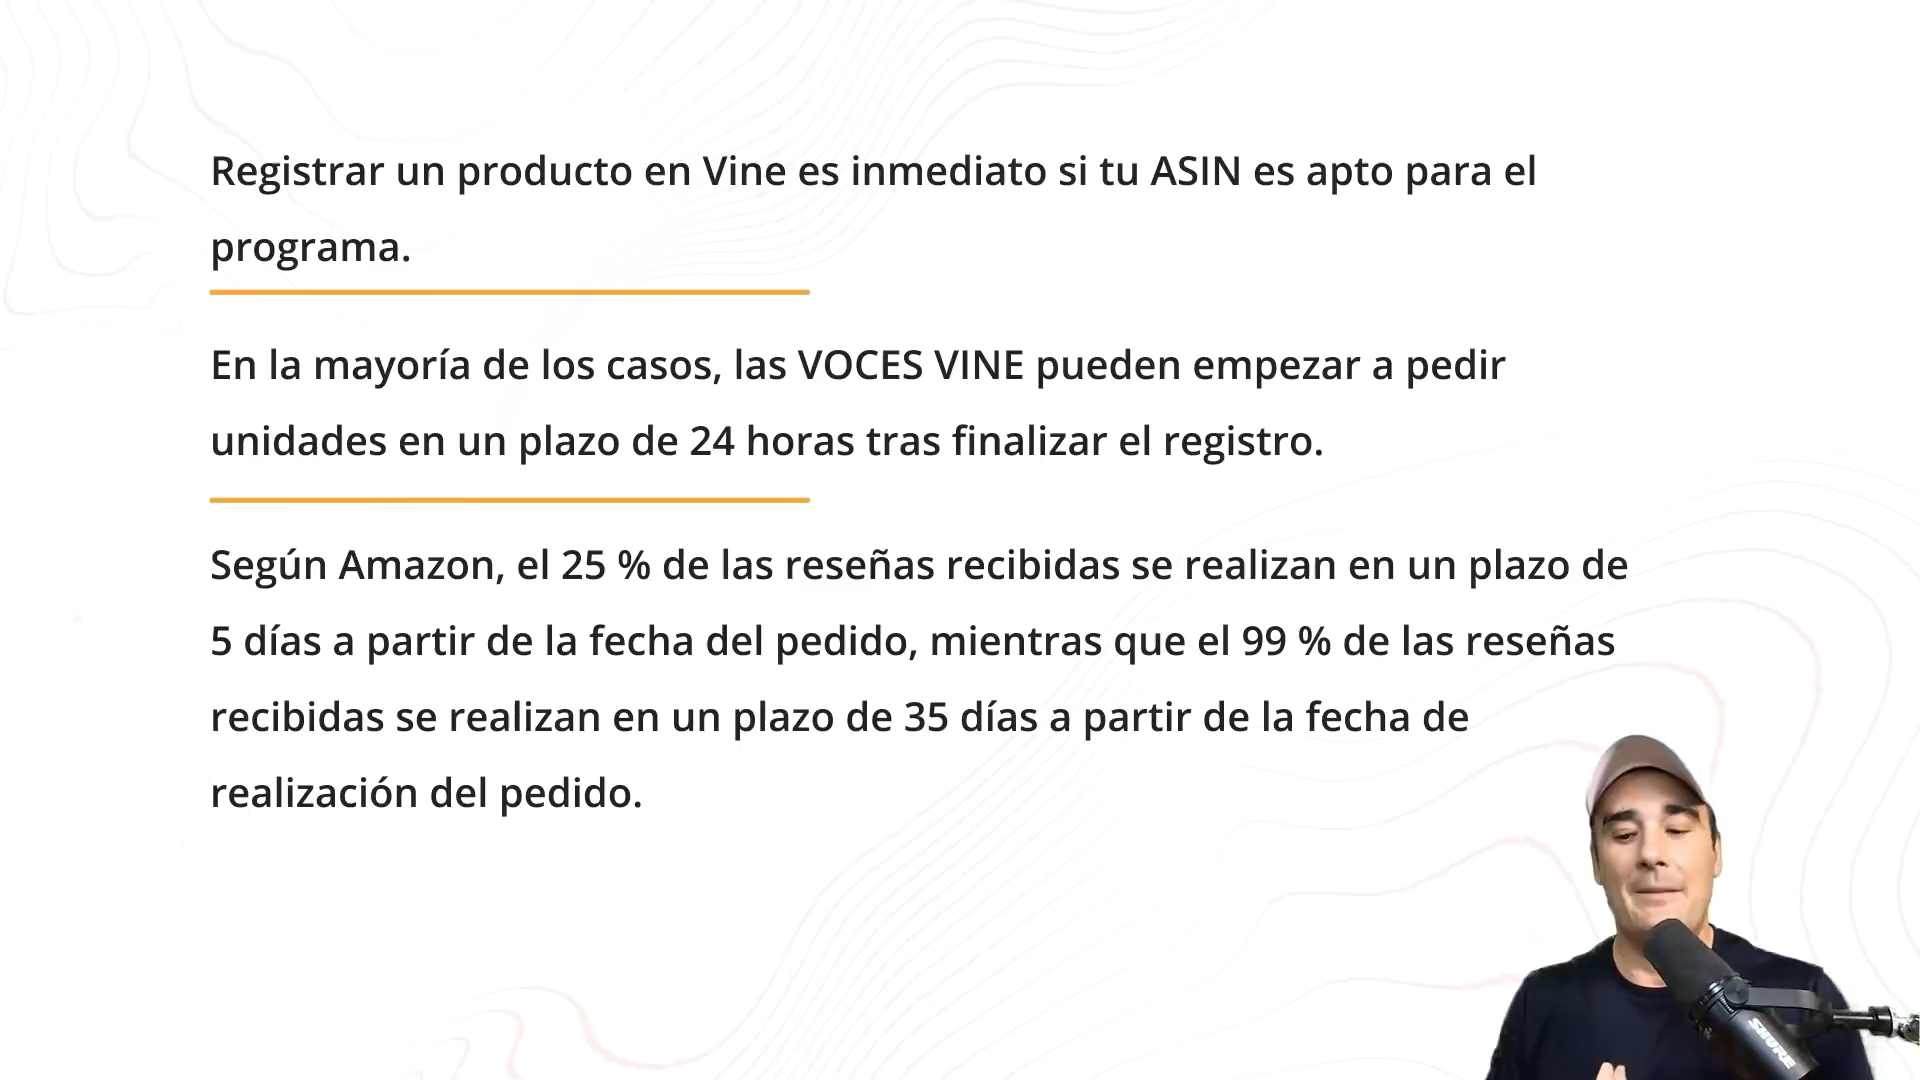 Registrar un producto en Vine es inmediato si tu ASIN es apto para el
programa.
En la mayoría de los casos, las VOCES VINE pueden empezar a pedir
unidades en un plazo de 24 horas tras finalizar el registro.
Según Amazon, el 25 % de las reseñas recibidas se realizan en un plazo de
5 días a partir de la fecha del pedido, mientras que el 99 % de las reseñas
recibidas se realizan en un plazo de 35 días a partir de la fecha de
realización del pedido.
SHURE